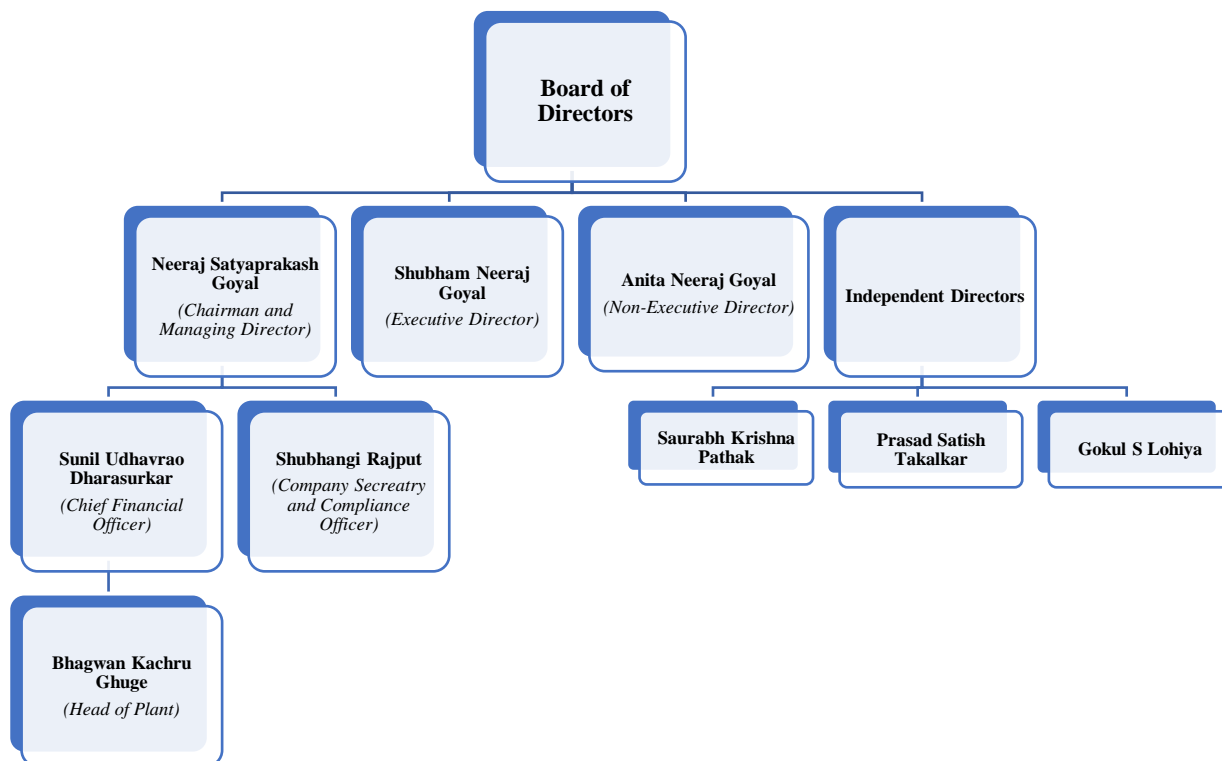 Board of
Directors
Neeraj Satyaprakash
Goyal
(Chairman and
Managing Director)
Shubham Neeraj
Goyal
(Executive Director)
Anita Neeraj Goyal
(Non-Executive Director)
Independent Directors
Sunil Udhavrao
Dharasurkar
(Chief Financial
Officer)
Shubhangi Rajput
(Company Secreatry
and Compliance
Officer)
Saurabh Krishna
Pathak
Prasad Satish
Takalkar
Gokul S Lohiya
Bhagwan Kachru
Ghuge
(Head of Plant)